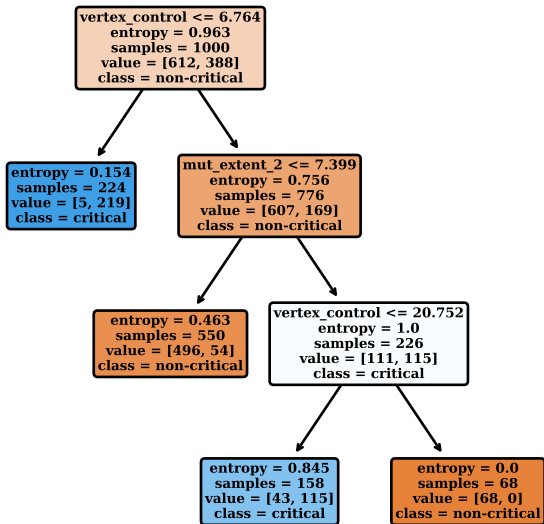 vertex_control <= 6.764
entropy = 0.963
samples = 1000
value = [612, 388]
class = non-critical
entropy = 0.154
samples = 224
value = [5, 219]
class = critical
mut_extent_2 <= 7.399
entropy = 0.756
samples = 776
value = [607, 169]
class = non-critical
entropy = 0.463
samples = 550
value = [496, 54]
class = non-critical
vertex_control <= 20.752
entropy = 1.0
samples = 226
value = [111, 115]
class = critical
entropy = 0.845
samples = 158
value = [43, 115]
class = critical
entropy = 0.0
samples = 68
value = [68, 0]
class = non-critical